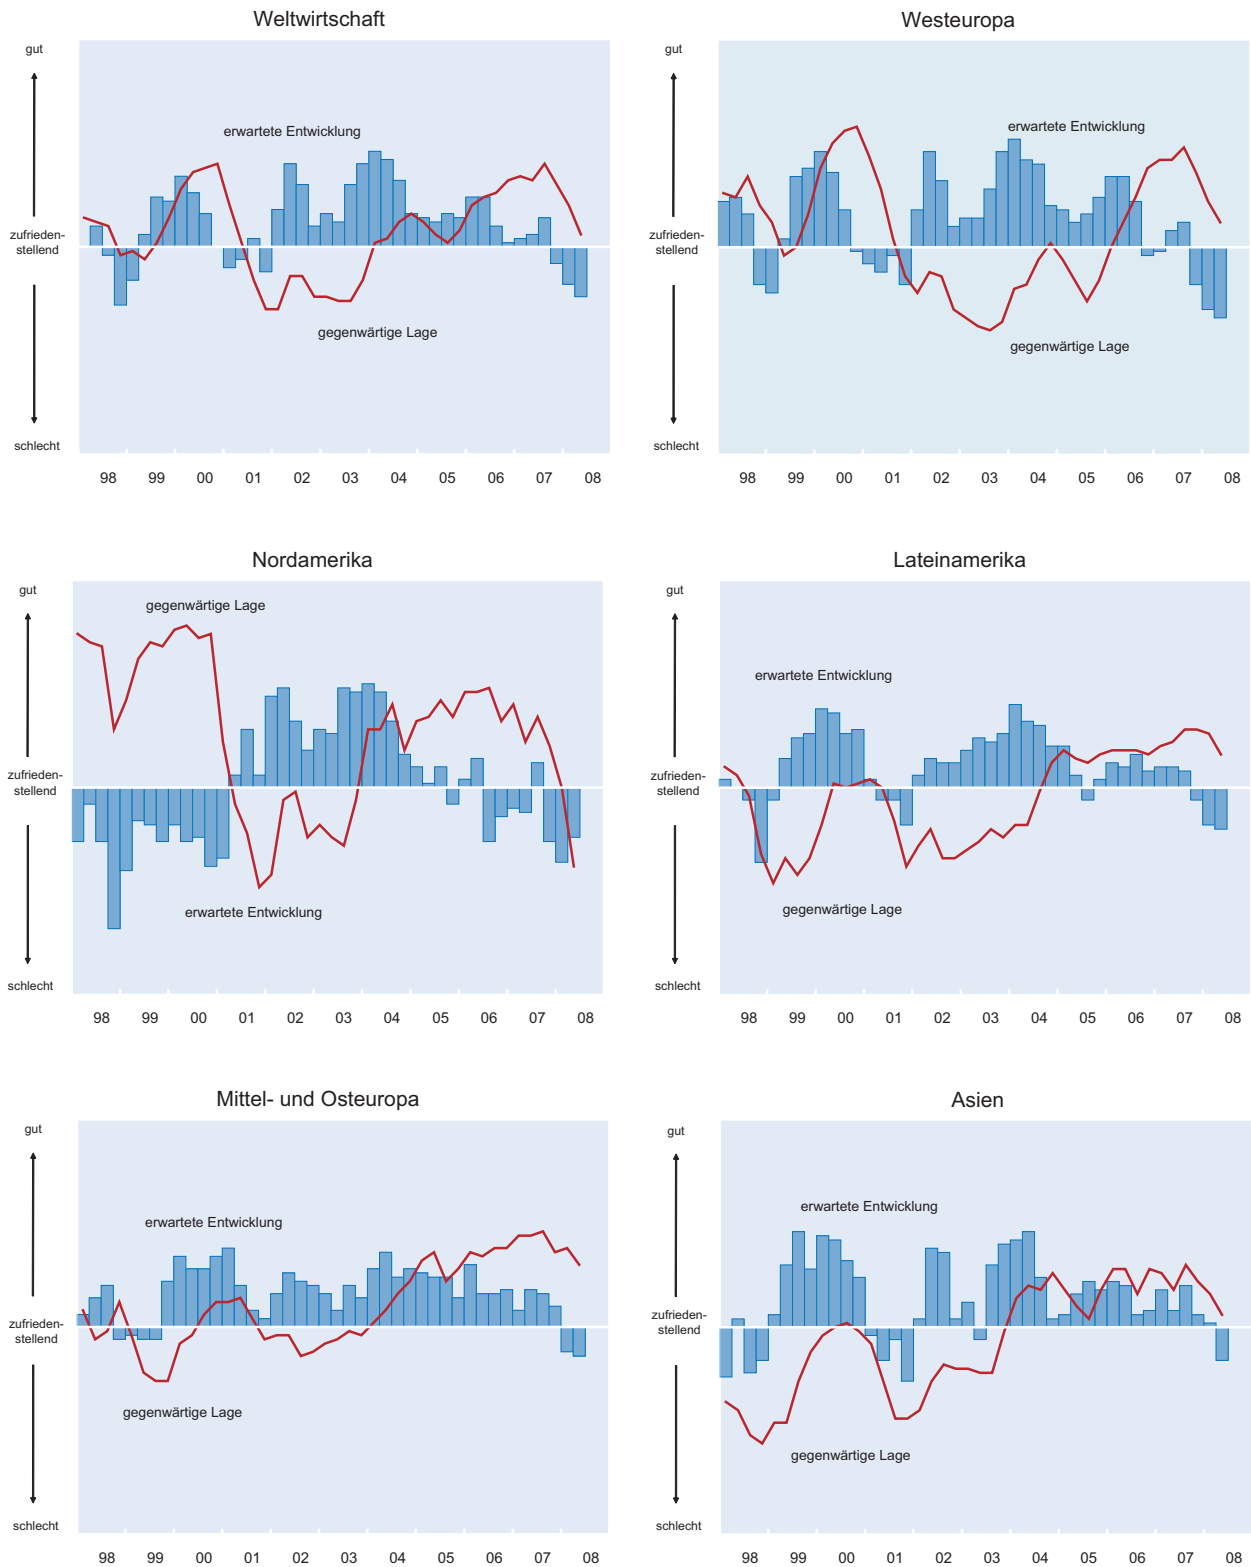 Weltwirtschaft
gut
erwartete Entwicklung
zufrieden-
stellend
gegenwärtige Lage
schlecht
98 99 00 01 02 03 04 05 06 07 08
Westeuropa
gut
erwartete Entwicklung
zufrieden-
stellend
gegenwärtige Lage
schlecht
98 99 00 01 02 03 04 05 06 07 08
Nordamerika
gut
gegenwärtige Lage
zufrieden-
stellend
erwartete Entwicklung
schlecht
98 99 00 01 02 03 04 05 06 07 08
Lateinamerika
gut
erwartete Entwicklung
zufrieden-
stellend
gegenwärtige Lage
schlecht
98 99 00 01 02 03 04 05 06 07 08
Mittel- und Osteuropa
gut
erwartete Entwicklung
zufrieden-
stellend
gegenwärtige Lage
schlecht
98 99 00 01 02 03 04 05 06 07 08
Asien
gut
erwartete Entwicklung
zufrieden-
stellend
gegenwärtige Lage
schlecht
98 99 00 01 02 03 04 05 06 07 08